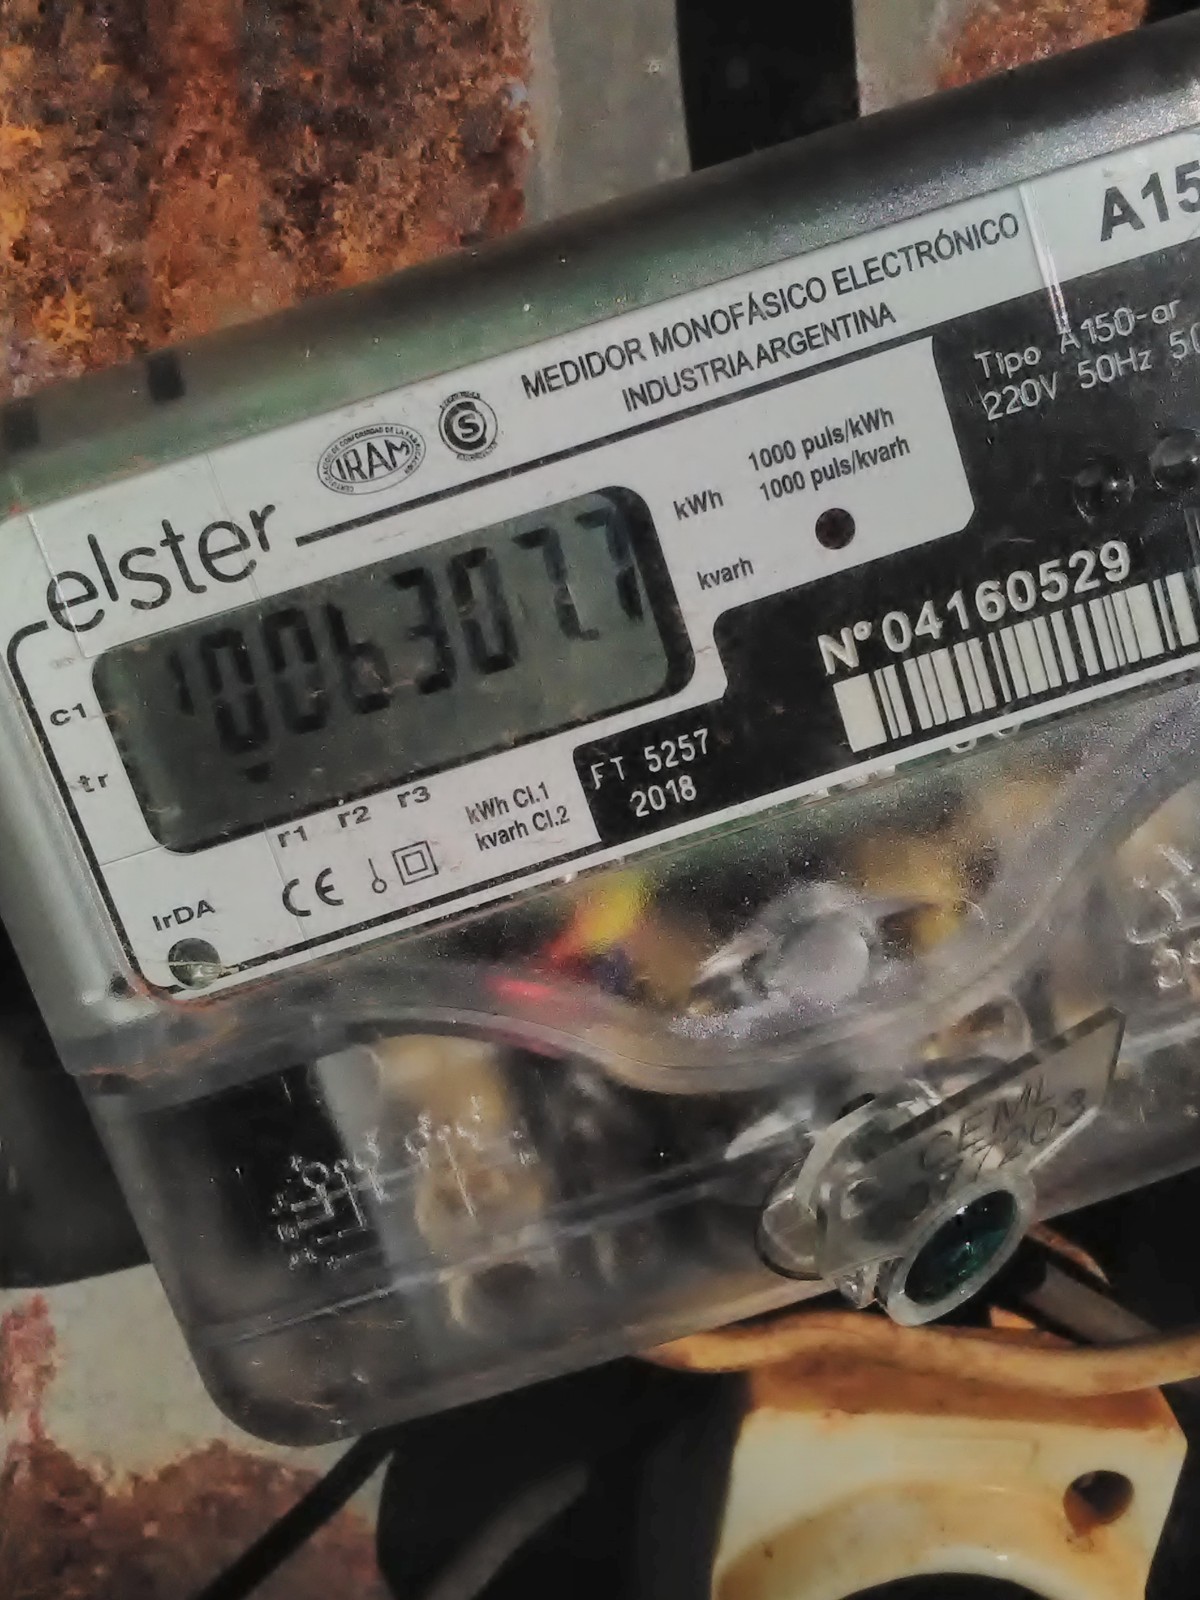 A15
MEDIDOR MONOFÁSICO ELECTRÓNICO
INDUSTRIA ARGENTINA
Tipo A150-ar
220V 50Hz
IRAM
S
elster
1000 puls/kWh
1000 puls/kvarh
kWh
kvarh
Nº 04160529
c1
tr
r1 r2 r3
kWh Cl.1
kvarh Cl.2
FT 5257
2018
CE
IrDA